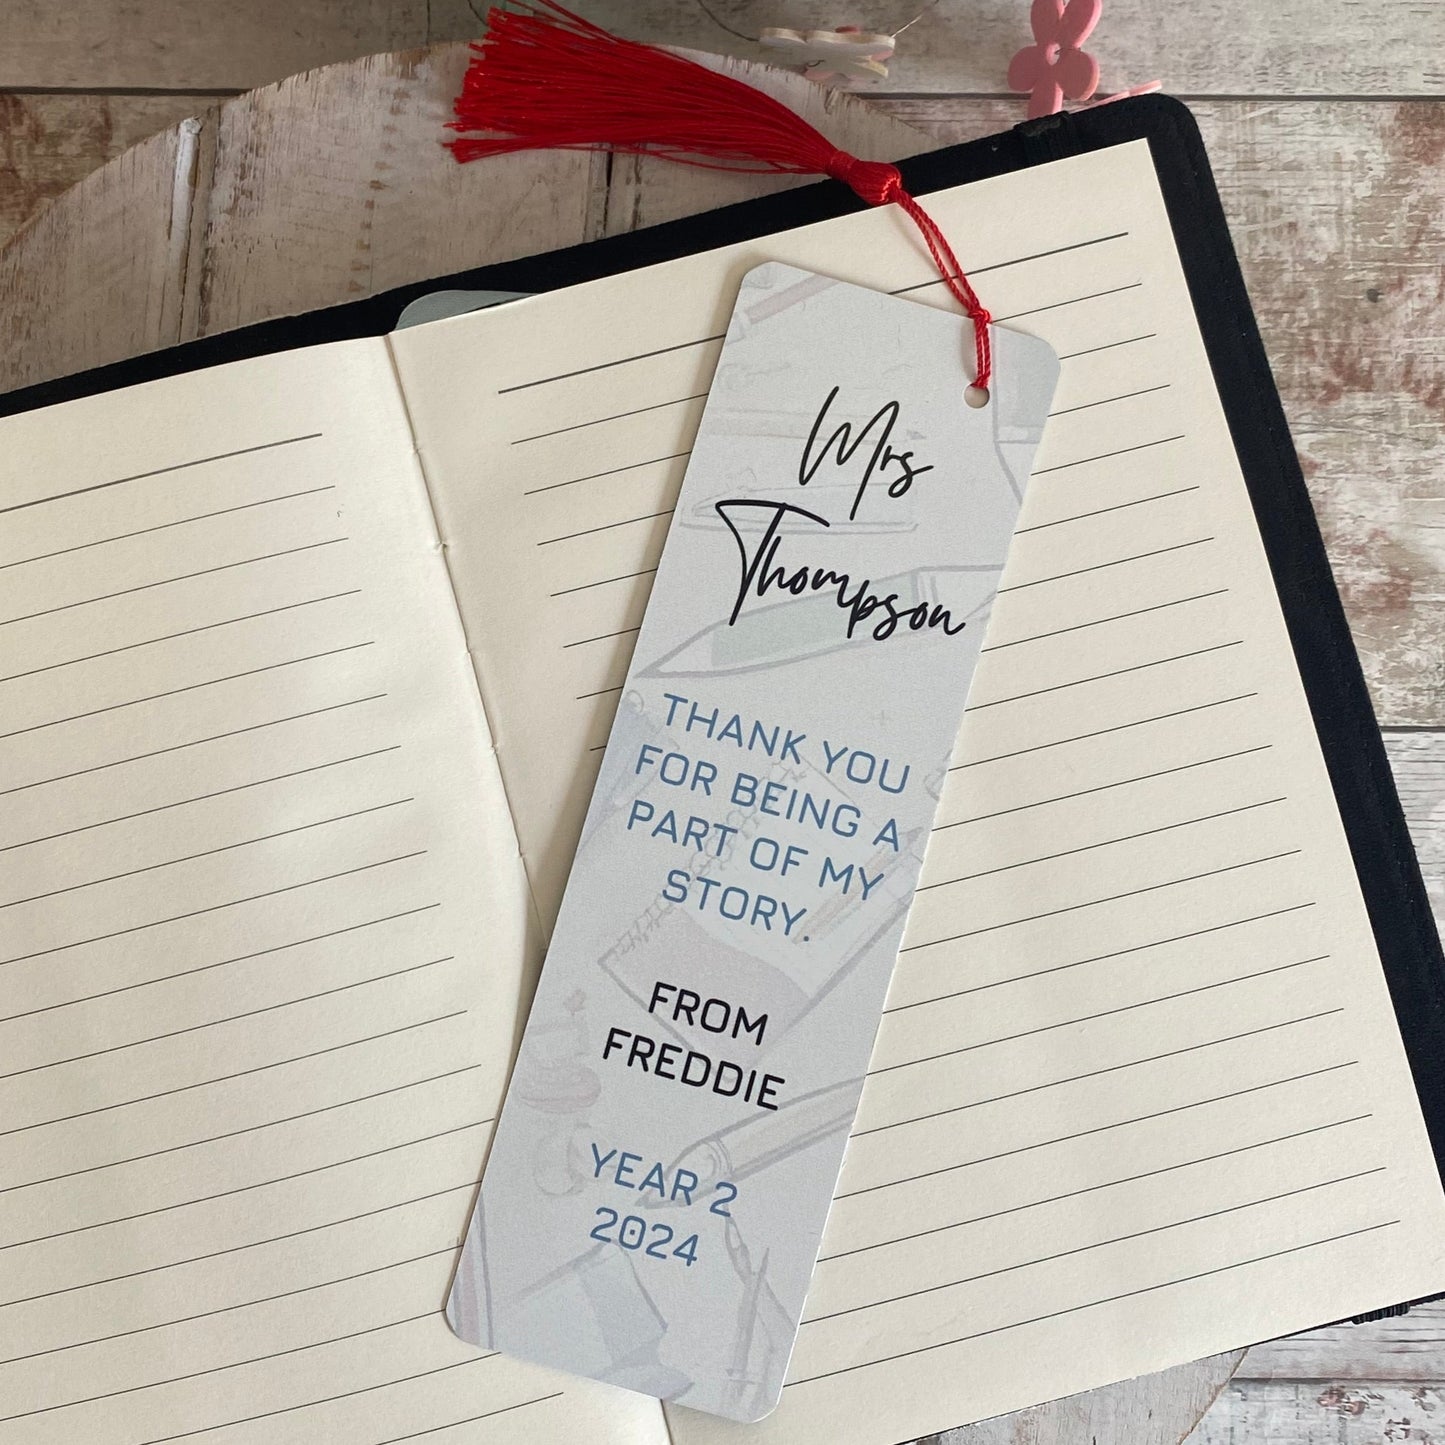 Mrs
Thompson
THANK YOU
FOR BEING A
PART OF MY
STORY.
FROM
FREDDIE
YEAR 2
2024